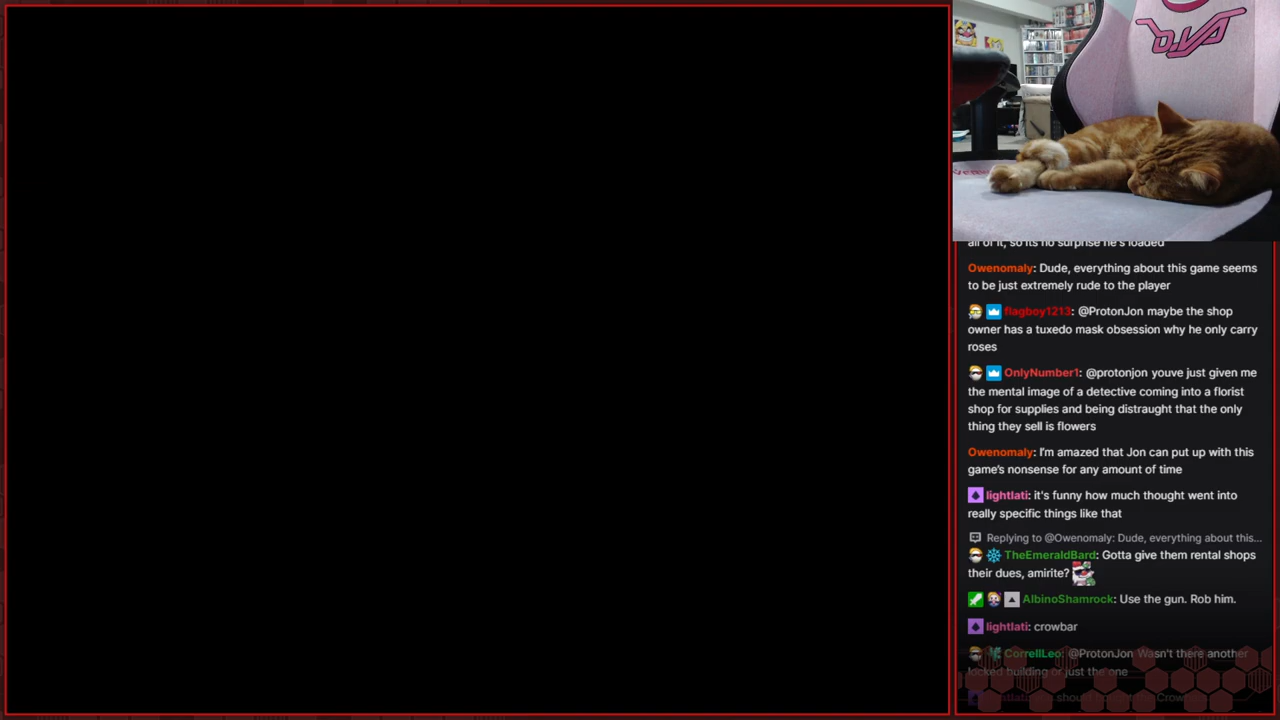 D.VA
all of it, so its no surprise he's loaded
Owenomaly: Dude, everything about this game seems
to be just extremely rude to the player
flagboy1213: @ProtonJon maybe the shop
owner has a tuxedo mask obsession why he only carry
roses
OnlyNumber1: @protonjon youve just given me
the mental image of a detective coming into a florist
shop for supplies and being distraught that the only
thing they sell is flowers
Owenomaly: I'm amazed that Jon can put up with this
game's nonsense for any amount of time
lightlati: it's funny how much thought went into
really specific things like that
Replying to @Owenomaly: Dude, everything about this...
TheEmeraldBard: Gotta give them rental shops
their dues, amirite?
AlbinoShamrock: Use the gun. Rob him.
lightlati: crowbar
CorrellLeo: @ProtonJon Wasn't there another
locked building or just the one
should